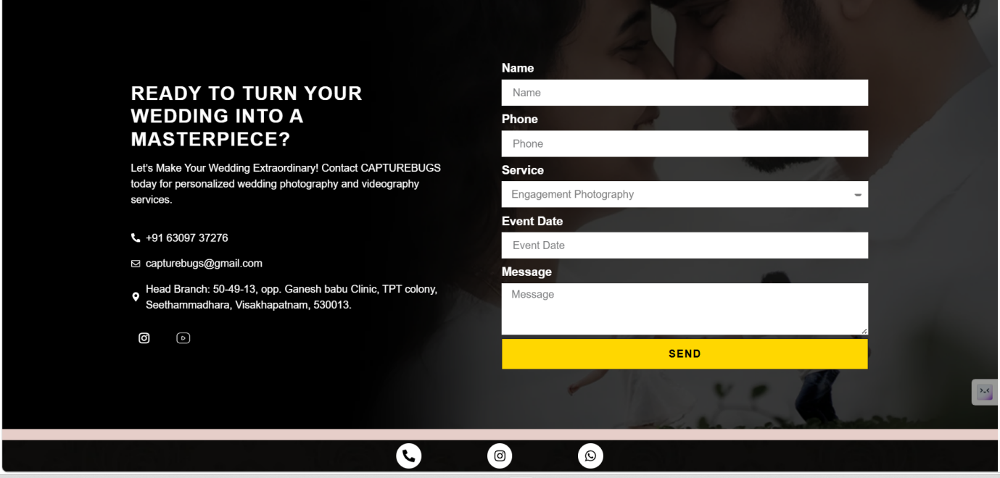 READY TO TURN YOUR
WEDDING INTO A
MASTERPIECE?
Let's Make Your Wedding Extraordinary! Contact CAPTUREBUGS
today for personalized wedding photography and videography
services.
+91 63097 37276
capturebugs@gmail.com
Head Branch: 50-49-13, opp. Ganesh babu Clinic, TPT colony,
Seethammadhara, Visakhapatnam, 530013.
Name
Name
Phone
Phone
Service
Engagement Photography
Event Date
Event Date
Message
Message
SEND